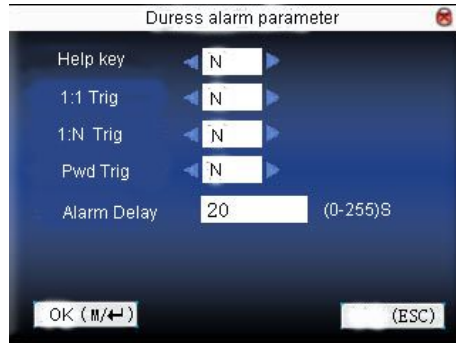 Duress alarm parameter
Help key N
1:1 Trig N
1:N Trig N
Pwd Trig N
Alarm Delay 20 (0-255)S
OK (M/↵) (ESC)